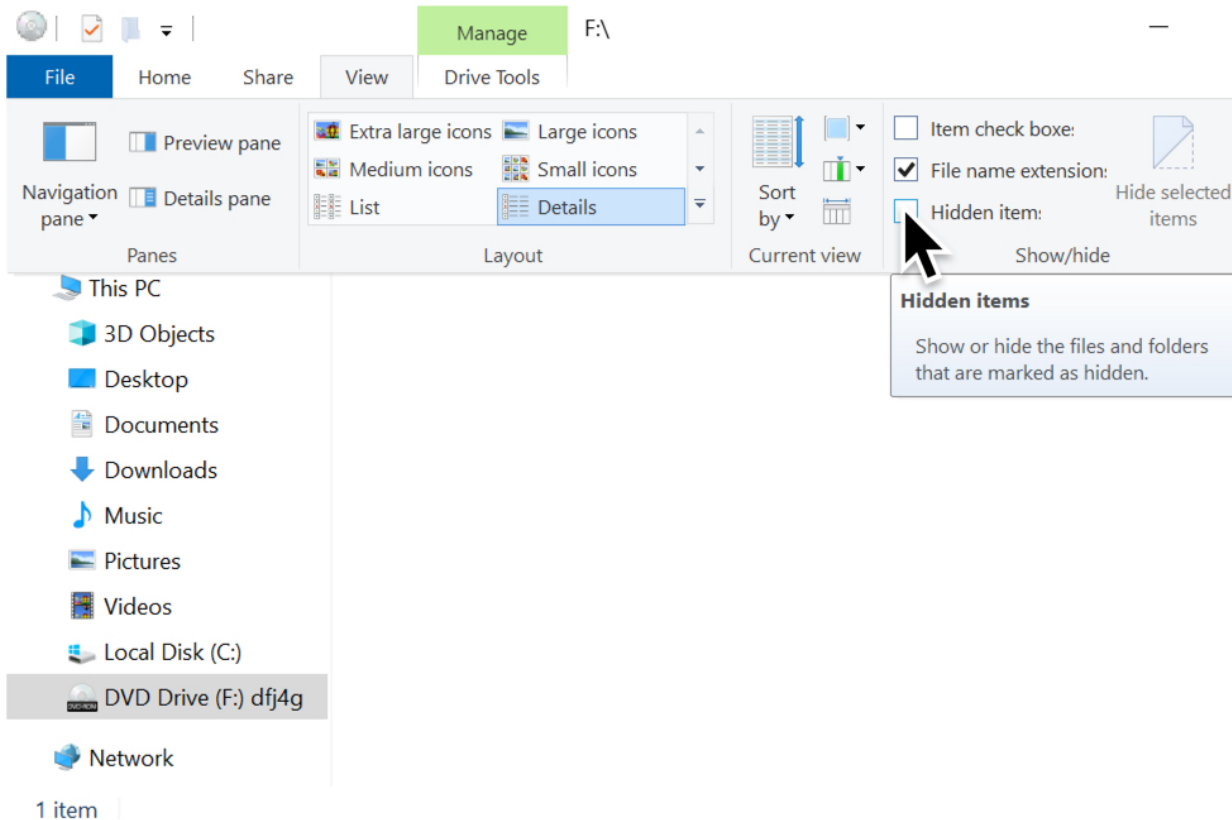 Manage
F:\
File
Home
Share
View
Drive Tools
Navigation
pane
Preview pane
Details pane
Panes
Extra large icons
Large icons
Medium icons
Small icons
List
Details
Layout
Sort
by
Current view
Item check boxe
File name extension
Hidden item
Hide selected
items
Show/hide
Hidden items
Show or hide the files and folders
that are marked as hidden.
This PC
3D Objects
Desktop
Documents
Downloads
Music
Pictures
Videos
Local Disk (C:)
DVD Drive (F:) dfj4g
Network
1 item